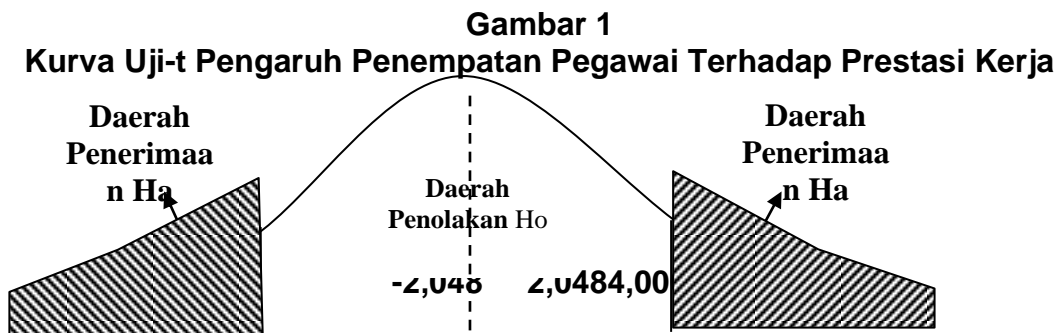 Gambar 1
Kurva Uji-t Pengaruh Penempatan Pegawai Terhadap Prestasi Kerja
Daerah
Penerimaa
n Ha
Daerah
Penolakan Ho
Daerah
Penerimaa
n Ha
-2,048 2,0484,00